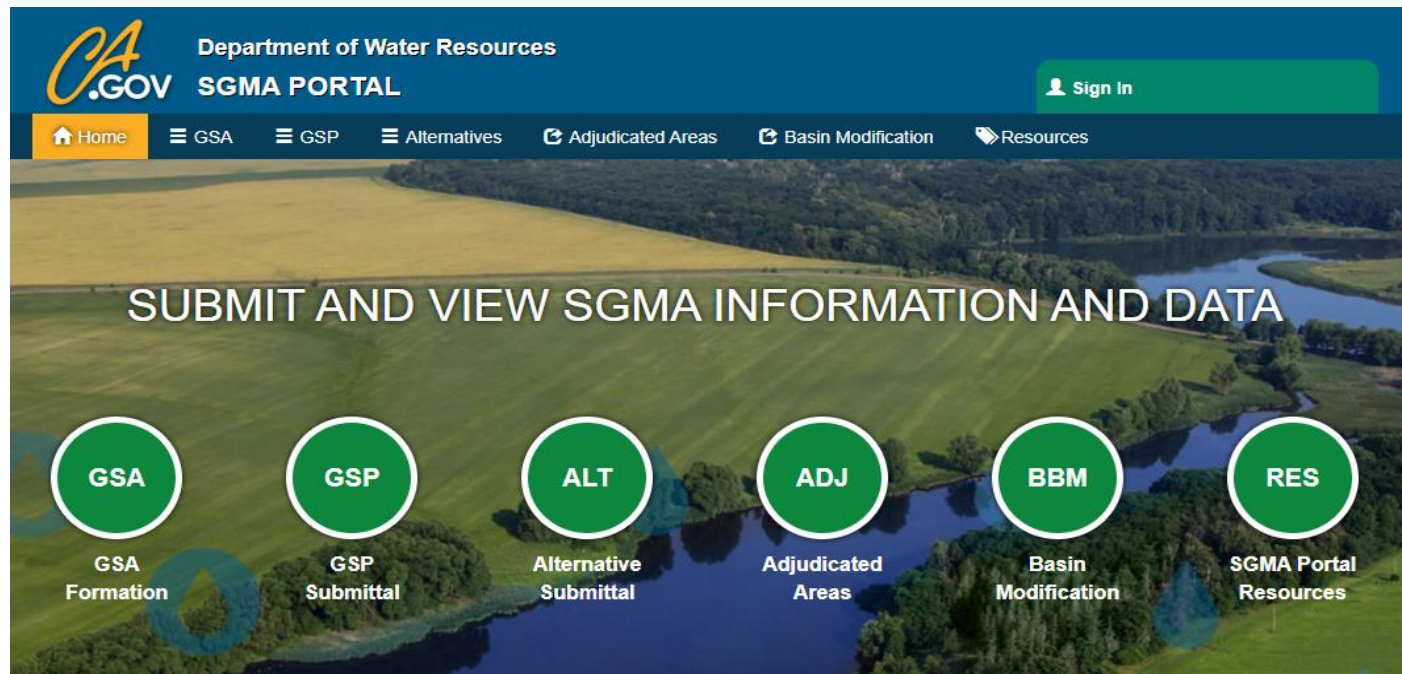 CA.GOV
Department of Water Resources
SGMA PORTAL
Sign In
Home GSA GSP Alternatives Adjudicated Areas Basin Modification Resources
SUBMIT AND VIEW SGMA INFORMATION AND DATA
GSA GSP ALT ADJ BBM RES
GSA Formation
GSP Submittal
Alternative Submittal
Adjudicated Areas
Basin Modification
SGMA Portal Resources